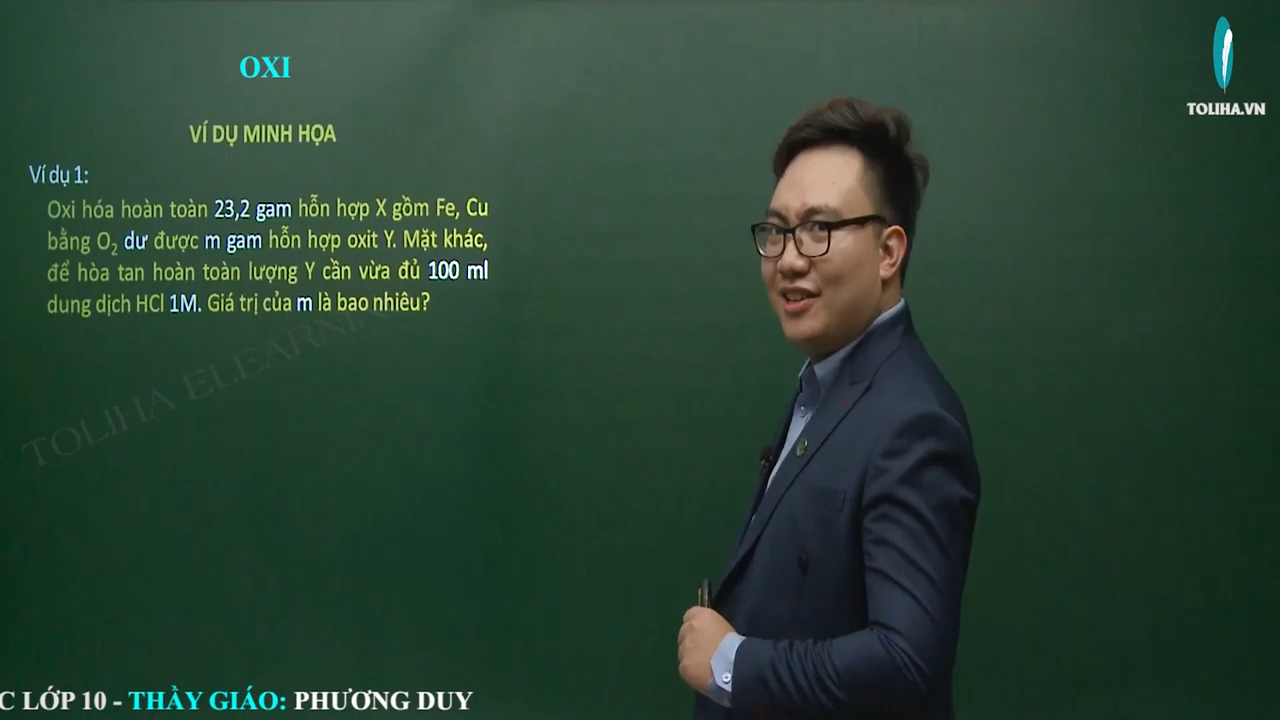 OXI
TOLIHA.VN
VÍ DỤ MINH HỌA
Ví dụ 1:
Oxi hóa hoàn toàn 23,2 gam hỗn hợp X gồm Fe, Cu
bằng O₂ dư được m gam hỗn hợp oxit Y. Mặt khác,
để hòa tan hoàn toàn lượng Y cần vừa đủ 100 ml
dung dịch HCl 1M. Giá trị của m là bao nhiêu?
TOLIHA ELEARNIN
C LỚP 10 - THẦY GIÁO: PHƯƠNG DUY